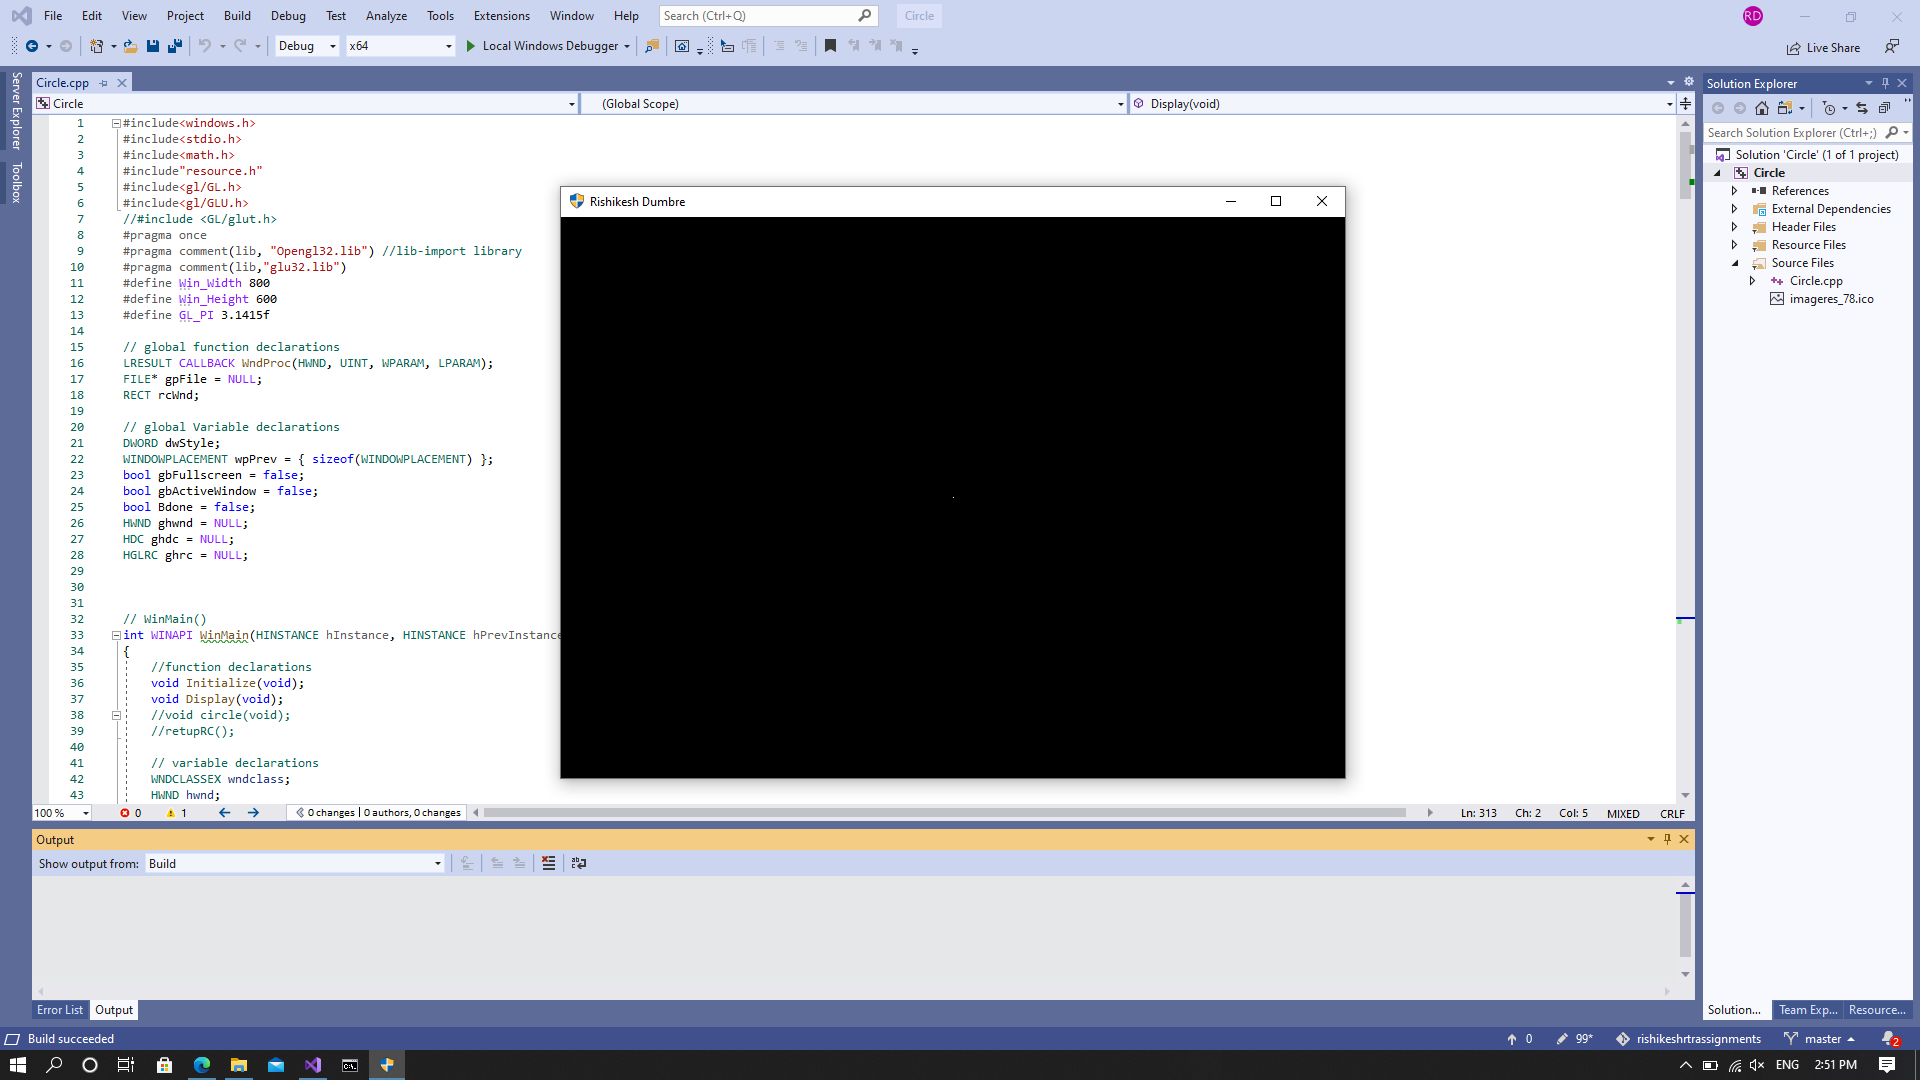 File Edit View Project Build Debug Test Analyze Tools Extensions Window Help Search (Ctrl+Q) Circle RD
Debug x64 Local Windows Debugger Live Share
Server Explorer
Toolbox
Circle.cpp
Circle (Global Scope) Display(void)
1 #include<windows.h>
2 #include<stdio.h>
3 #include<math.h>
4 #include"resource.h"
5 #include<gl/GL.h>
6 #include<gl/GLU.h>
7 //#include <GL/glut.h>
8 #pragma once
9 #pragma comment(lib, "Opengl32.lib") //lib-import library
10 #pragma comment(lib,"glu32.lib")
11 #define Win_Width 800
12 #define Win_Height 600
13 #define GL_PI 3.1415f
14
15 // global function declarations
16 LRESULT CALLBACK WndProc(HWND, UINT, WPARAM, LPARAM);
17 FILE* gpFile = NULL;
18 RECT rcWnd;
19
20 // global Variable declarations
21 DWORD dwStyle;
22 WINDOWPLACEMENT wpPrev = { sizeof(WINDOWPLACEMENT) };
23 bool gbFullscreen = false;
24 bool gbActiveWindow = false;
25 bool Bdone = false;
26 HWND ghwnd = NULL;
27 HDC ghdc = NULL;
28 HGLRC ghrc = NULL;
29
30
31
32 // WinMain()
33 int WINAPI WinMain(HINSTANCE hInstance, HINSTANCE hPrevInstance
34 {
35 //function declarations
36 void Initialize(void);
37 void Display(void);
38 //void circle(void);
39 //retupRC();
40
41 // variable declarations
42 WNDCLASSEX wndclass;
43 HWND hwnd;
Rishikesh Dumbre
100 % 0 1 0 changes | 0 authors, 0 changes Ln: 313 Ch: 2 Col: 5 MIXED CRLF
Output
Show output from: Build
Error List Output
Solution Explorer
Search Solution Explorer (Ctrl+;)
Solution 'Circle' (1 of 1 project)
Circle
References
External Dependencies
Header Files
Resource Files
Source Files
Circle.cpp
imageres_78.ico
Solution... Team Exp... Resource...
Build succeeded 0 99* rishikeshrtrassignments master 2
ENG 2:51 PM